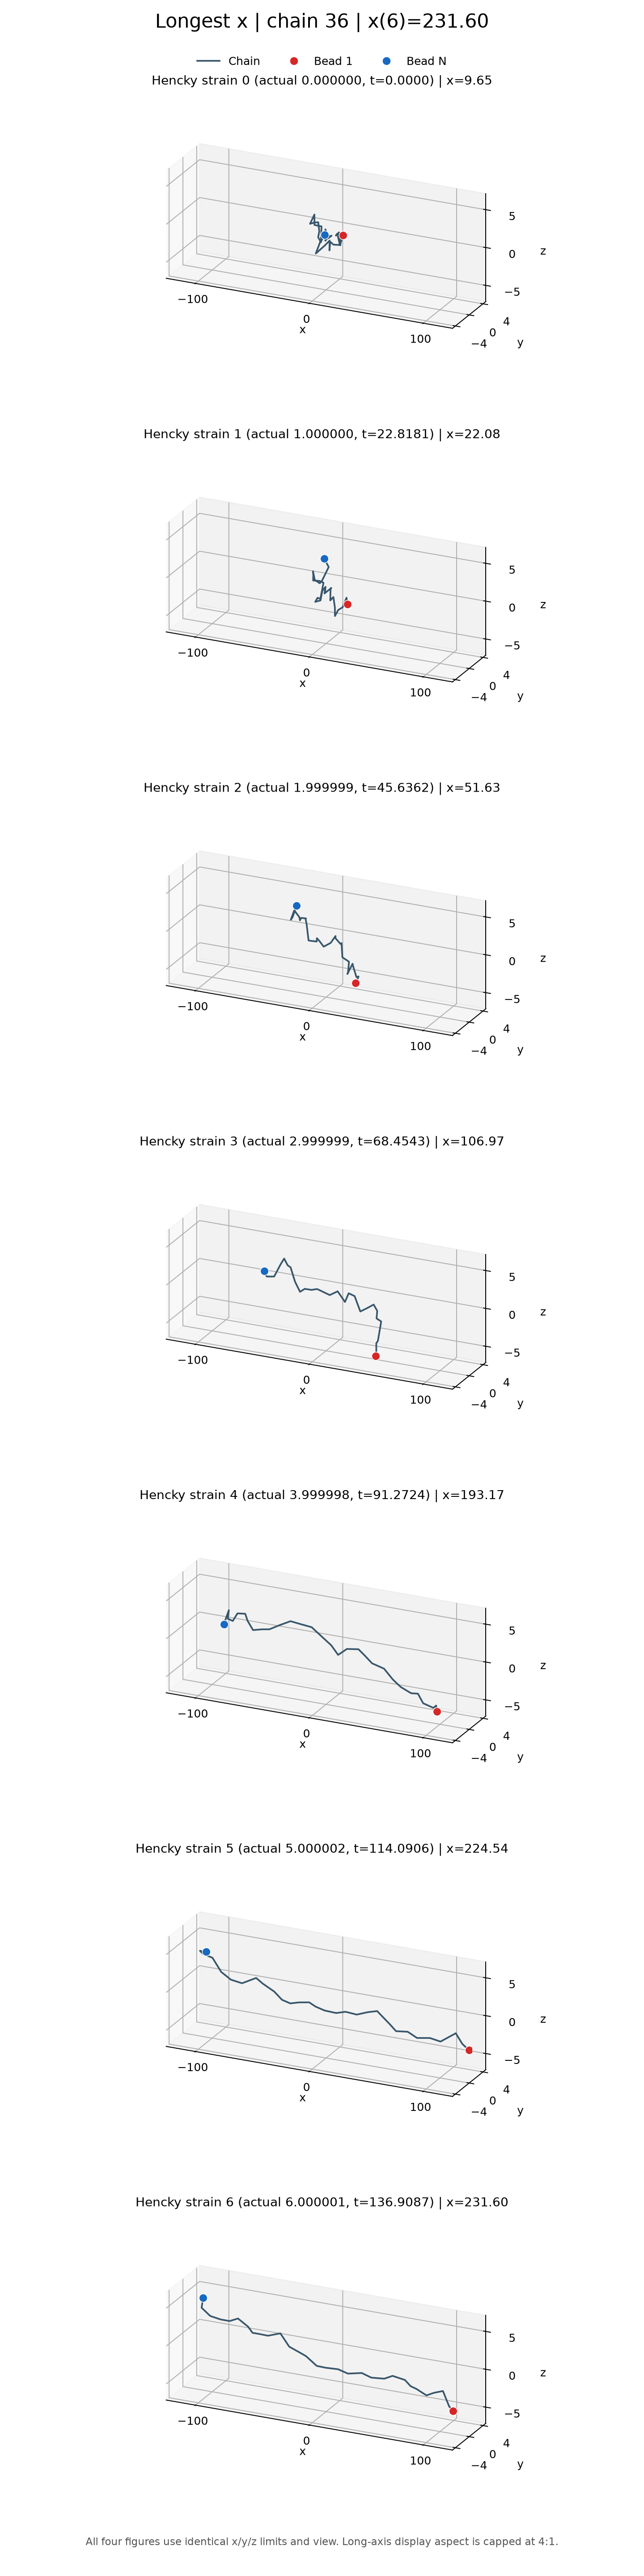 Longest x | chain 36 | x(6)=231.60
Chain Bead 1 Bead N
Hencky strain 0 (actual 0.000000, t=0.0000) | x=9.65
5
0
−5
z
−100
0
100
x
4
0
−4
y
Hencky strain 1 (actual 1.000000, t=22.8181) | x=22.08
5
0
−5
z
−100
0
100
x
4
0
−4
y
Hencky strain 2 (actual 1.999999, t=45.6362) | x=51.63
5
0
−5
z
−100
0
100
x
4
0
−4
y
Hencky strain 3 (actual 2.999999, t=68.4543) | x=106.97
5
0
−5
z
−100
0
100
x
4
0
−4
y
Hencky strain 4 (actual 3.999998, t=91.2724) | x=193.17
5
0
−5
z
−100
0
100
x
4
0
−4
y
Hencky strain 5 (actual 5.000002, t=114.0906) | x=224.54
5
0
−5
z
−100
0
100
x
4
0
−4
y
Hencky strain 6 (actual 6.000001, t=136.9087) | x=231.60
5
0
−5
z
−100
0
100
x
4
0
−4
y
All four figures use identical x/y/z limits and view. Long-axis display aspect is capped at 4:1.